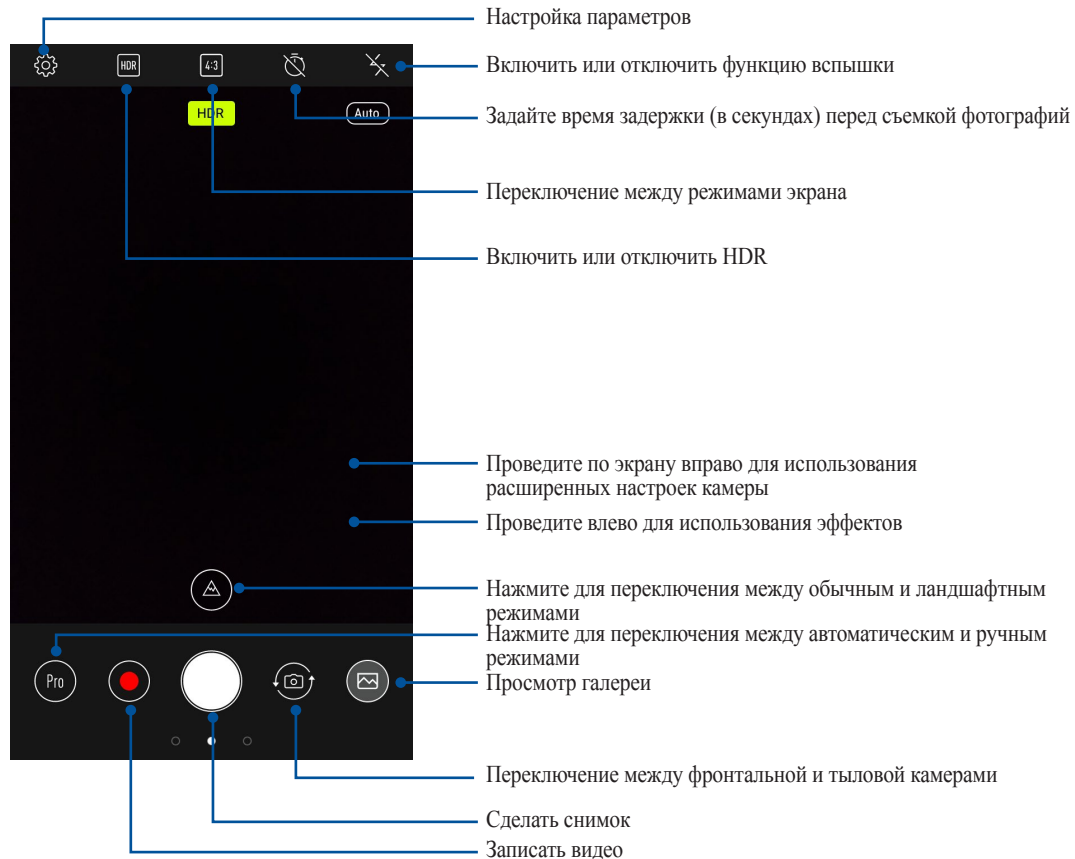 Настройка параметров
HDR
4:3
Включить или отключить функцию вспышки
HDR
Auto
Задайте время задержки (в секундах) перед съемкой фотографий
Переключение между режимами экрана
Включить или отключить HDR
Проведите по экрану вправо для использования
расширенных настроек камеры
Проведите влево для использования эффектов
Нажмите для переключения между обычным и ландшафтным
режимами
Нажмите для переключения между автоматическим и ручным
режимами
Pro
Просмотр галереи
Переключение между фронтальной и тыловой камерами
Сделать снимок
Записать видео